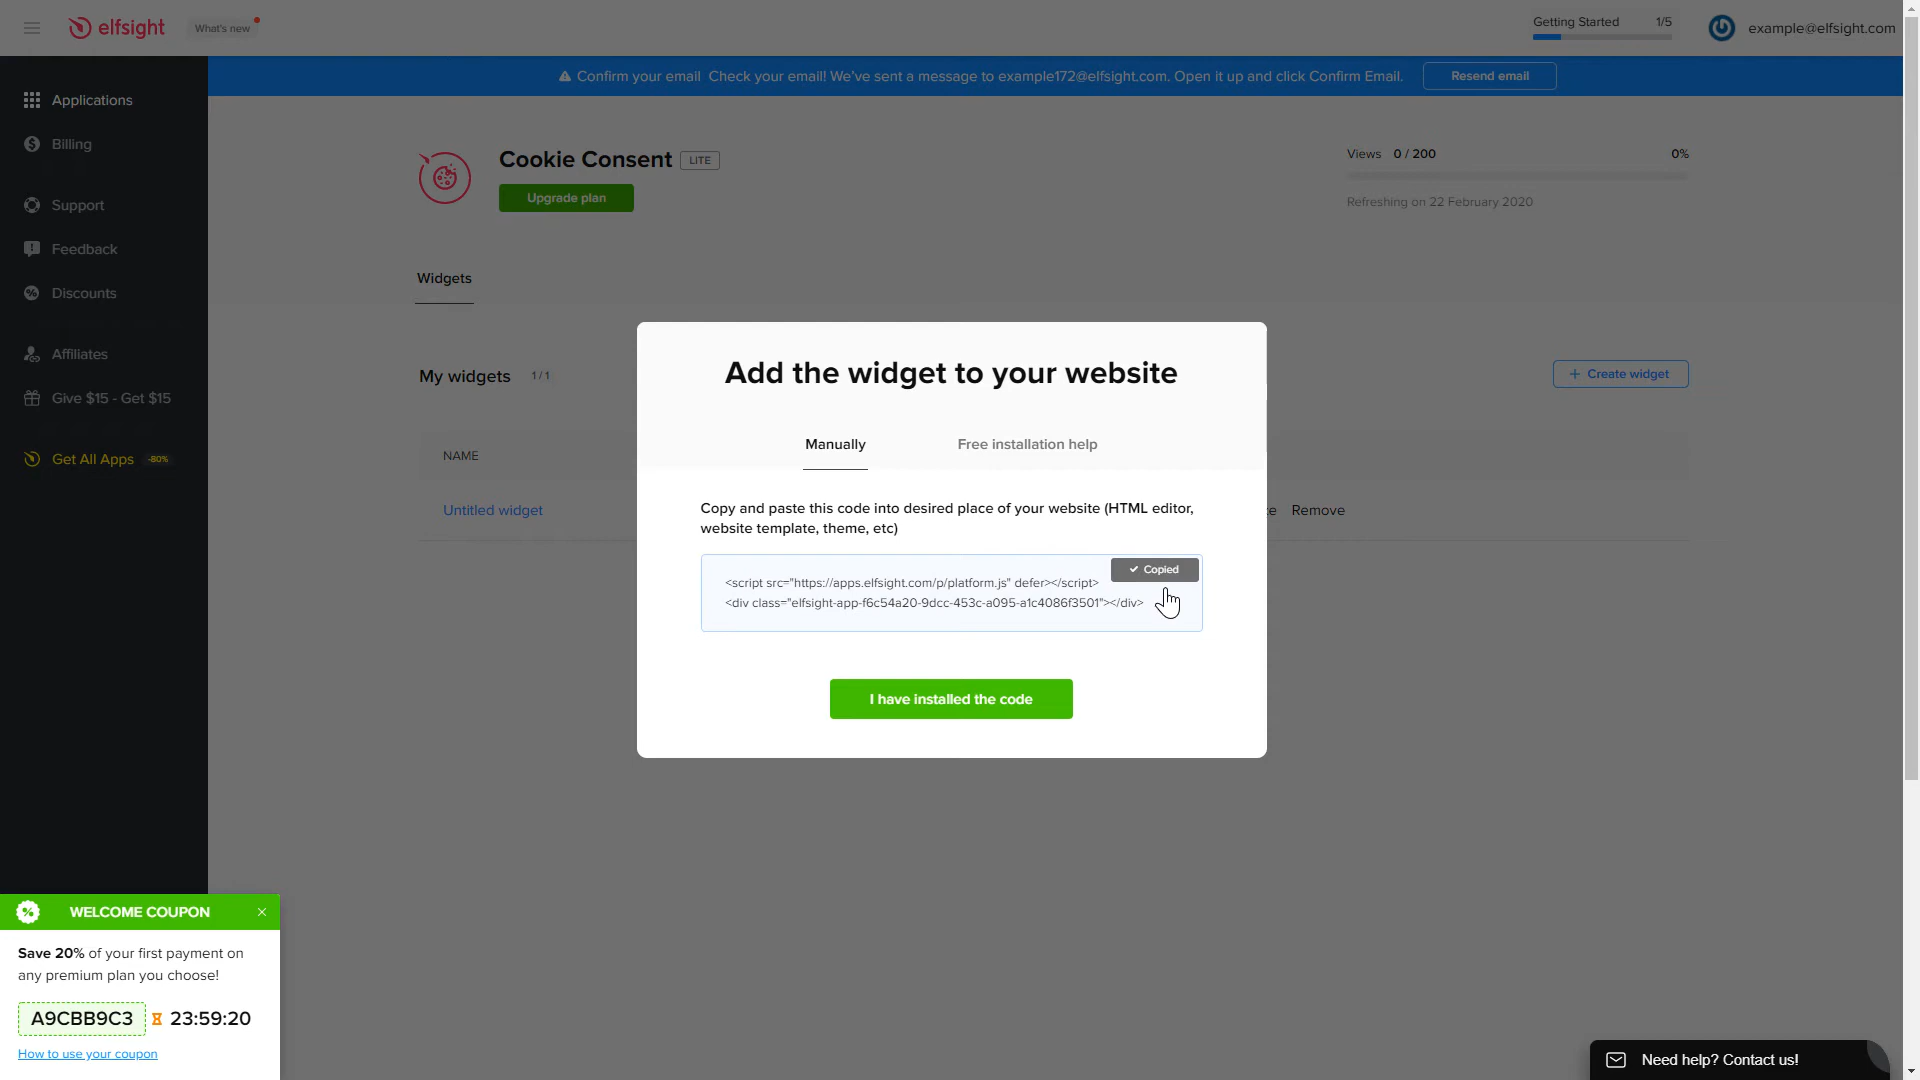 elfsight
What's new
Getting Started 1/5
example@elfsight.com
Confirm your email Check your email! We've sent a message to example172@elfsight.com. Open it up and click Confirm Email.
Resend email
Applications
Billing
Support
Feedback
Discounts
Affiliates
Give $15 - Get $15
Get All Apps -80%
Cookie Consent LITE
Upgrade plan
Views 0 / 200 0%
Refreshing on 22 February 2020
Widgets
My widgets 1 / 1
+ Create widget
NAME
Untitled widget
Remove
Add the widget to your website
Manually
Free installation help
Copy and paste this code into desired place of your website (HTML editor,
website template, theme, etc)
Copied
<script src="https://apps.elfsight.com/p/platform.js" defer></script>
<div class="elfsight-app-f6c54a20-9dcc-453c-a095-a1c4086f3501"></div>
I have installed the code
WELCOME COUPON
Save 20% of your first payment on
any premium plan you choose!
A9CBB9C3 23:59:20
How to use your coupon
Need help? Contact us!